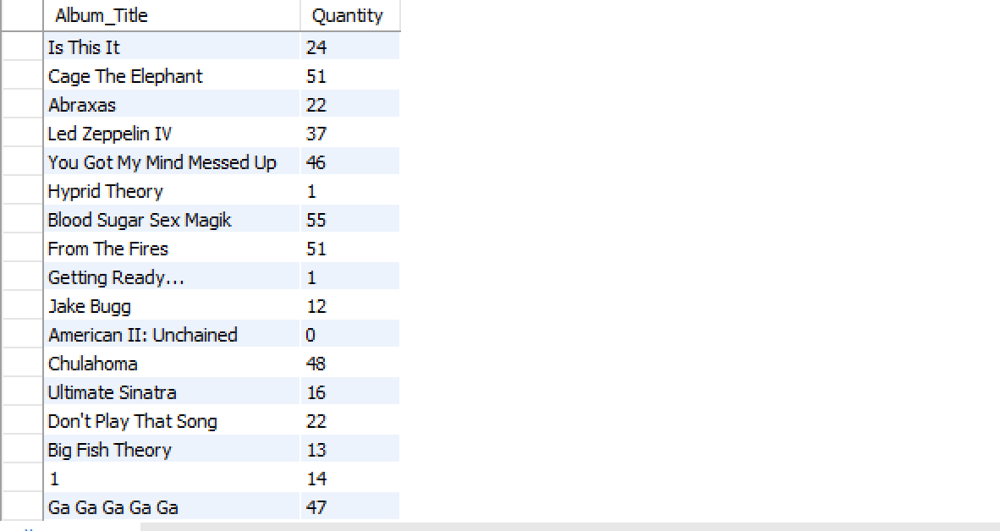 Album_Title Quantity
Is This It 24
Cage The Elephant 51
Abraxas 22
Led Zeppelin IV 37
You Got My Mind Messed Up 46
Hyprid Theory 1
Blood Sugar Sex Magik 55
From The Fires 51
Getting Ready... 1
Jake Bugg 12
American II: Unchained 0
Chulahoma 48
Ultimate Sinatra 16
Don't Play That Song 22
Big Fish Theory 13
1 14
Ga Ga Ga Ga Ga 47